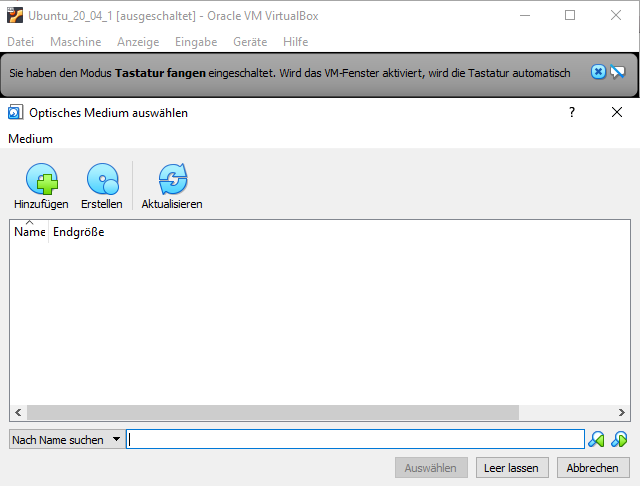 Ubuntu_20_04_1 [ausgeschaltet] - Oracle VM VirtualBox
Datei Maschine Anzeige Eingabe Geräte Hilfe
Sie haben den Modus Tastatur fangen eingeschaltet. Wird das VM-Fenster aktiviert, wird die Tastatur automatisch
Optisches Medium auswählen
Medium
Hinzufügen Erstellen Aktualisieren
Name Endgröße
Nach Name suchen
Auswählen Leer lassen Abbrechen